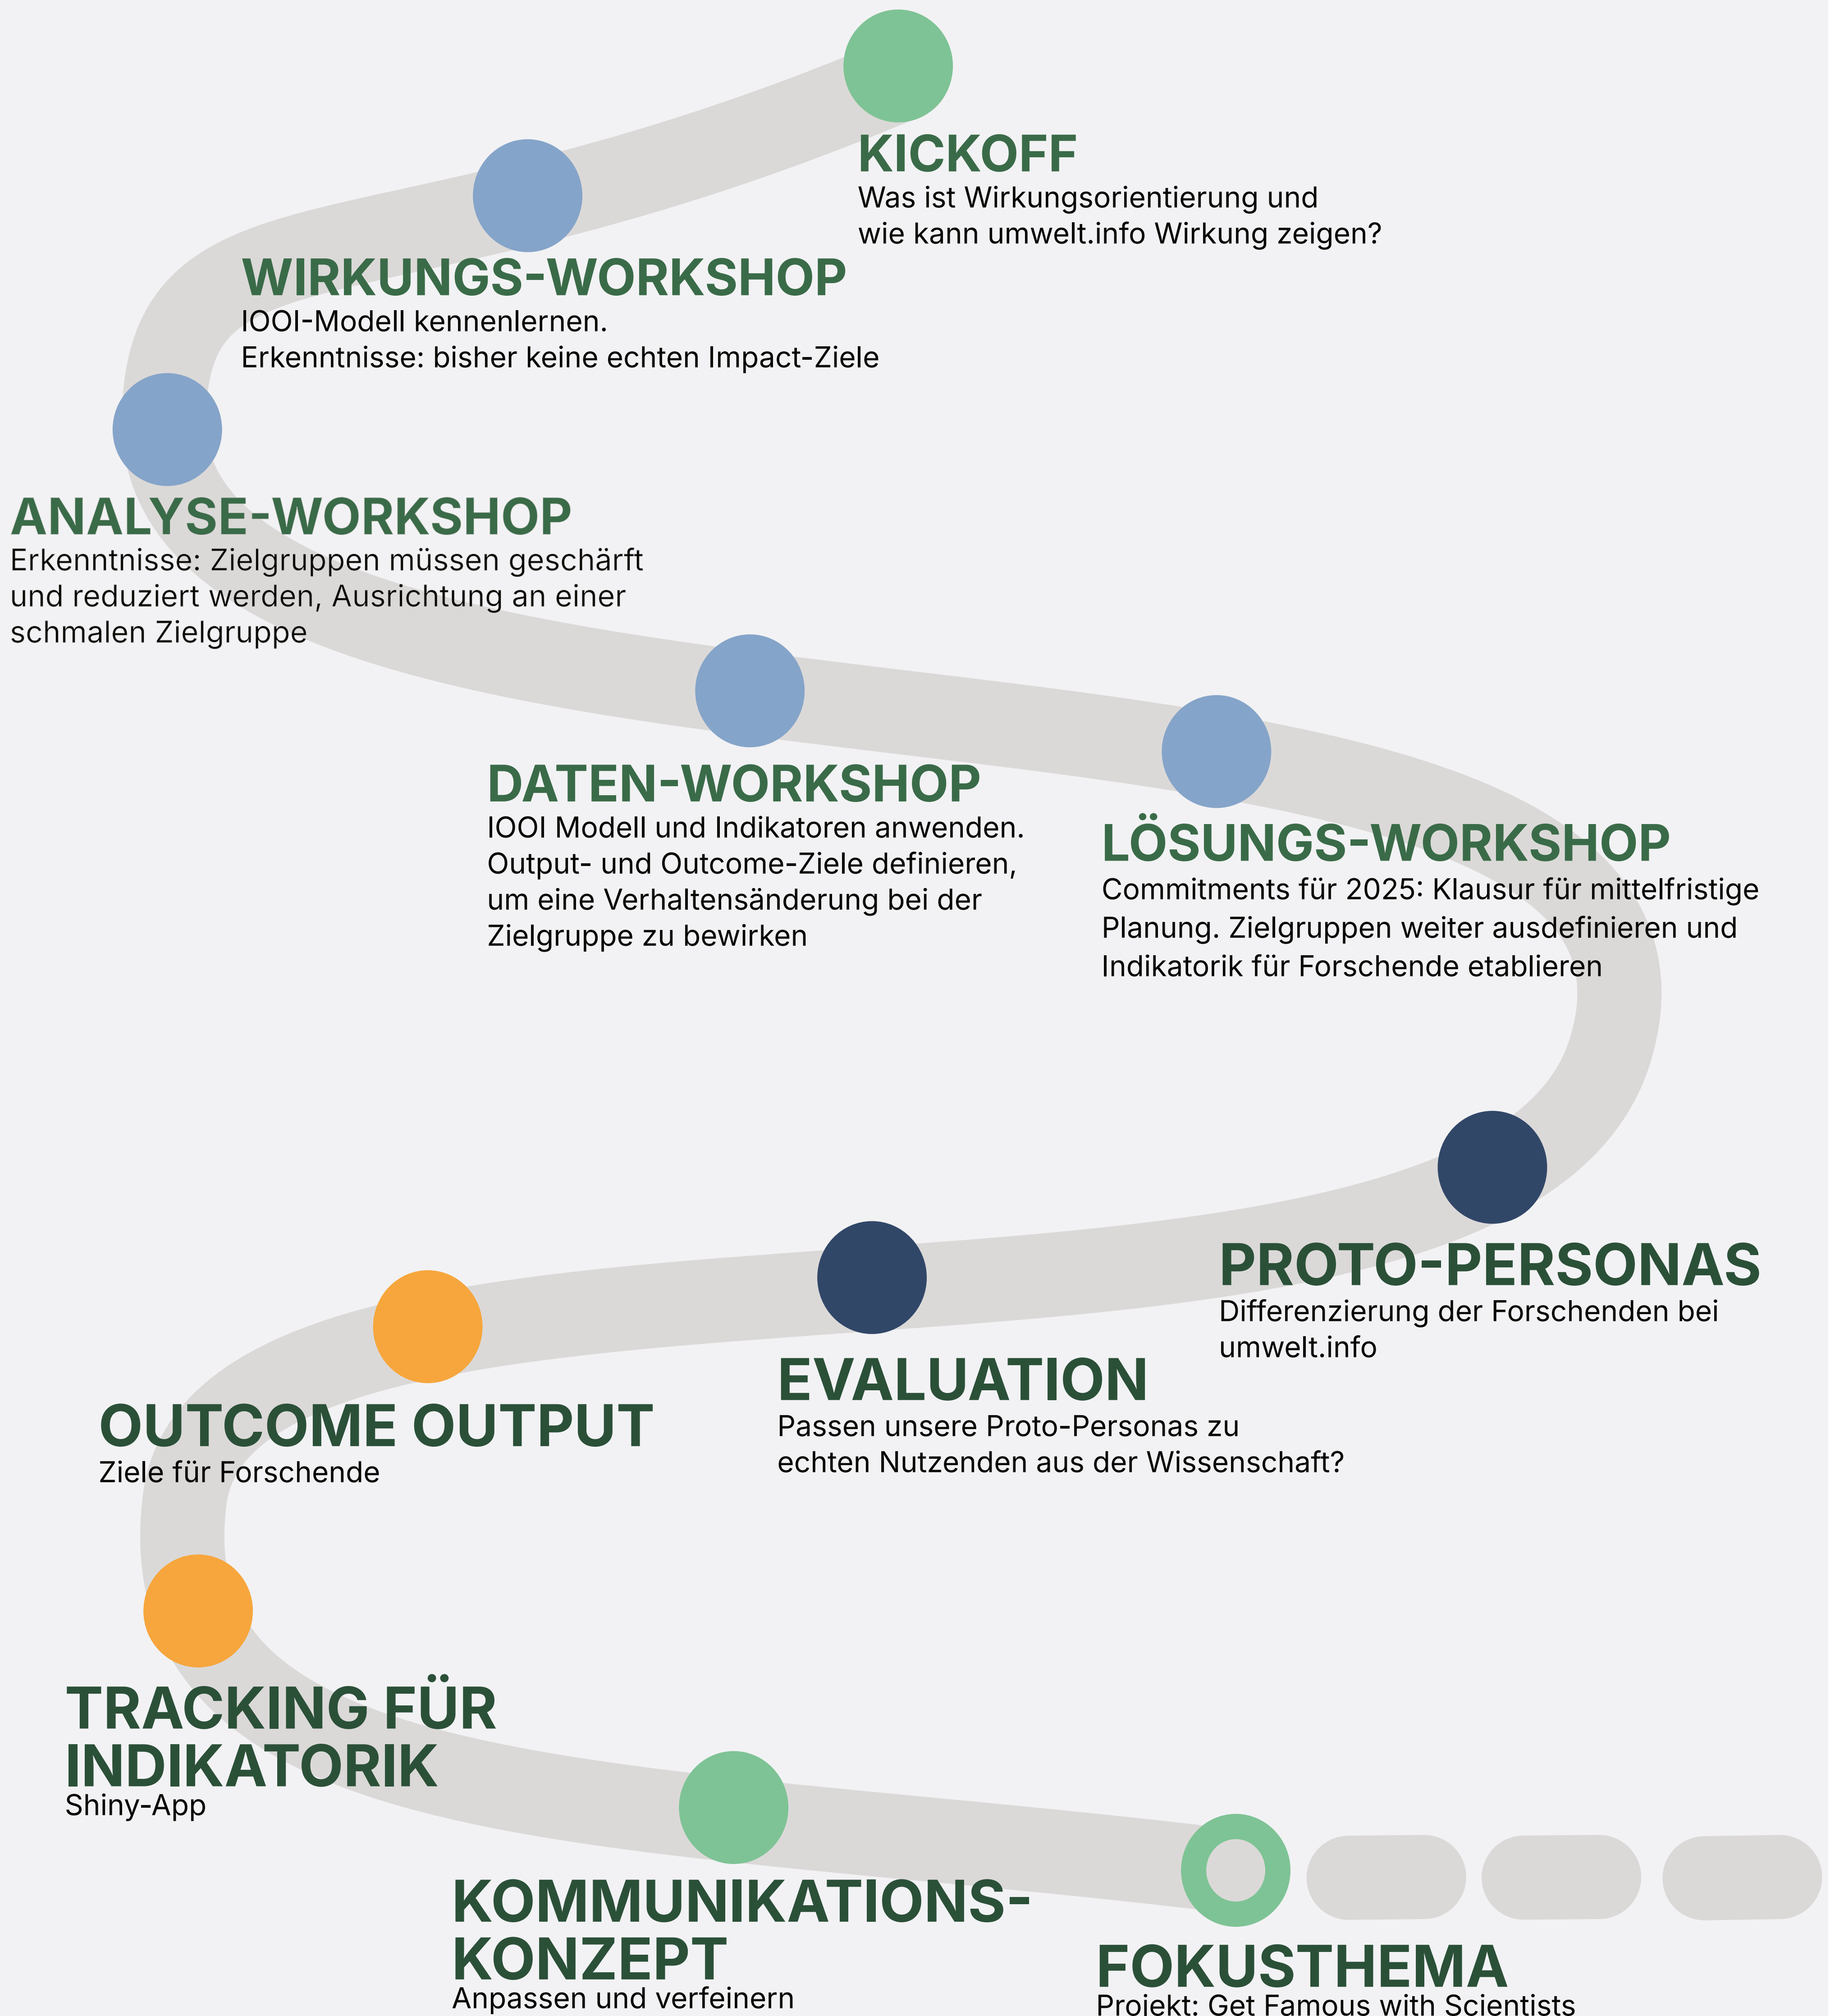 KICKOFF
Was ist Wirkungsorientierung und
wie kann umwelt.info Wirkung zeigen?
WIRKUNGS-WORKSHOP
IOOI-Modell kennenlernen.
Erkenntnisse: bisher keine echten Impact-Ziele
ANALYSE-WORKSHOP
Erkenntnisse: Zielgruppen müssen geschärft
und reduziert werden, Ausrichtung an einer
schmalen Zielgruppe
DATEN-WORKSHOP
IOOI Modell und Indikatoren anwenden.
Output- und Outcome-Ziele definieren,
um eine Verhaltensänderung bei der
Zielgruppe zu bewirken
LÖSUNGS-WORKSHOP
Commitments für 2025: Klausur für mittelfristige
Planung. Zielgruppen weiter ausdefinieren und
Indikatorik für Forschende etablieren
PROTO-PERSONAS
Differenzierung der Forschenden bei
umwelt.info
EVALUATION
Passen unsere Proto-Personas zu
echten Nutzenden aus der Wissenschaft?
OUTCOME OUTPUT
Ziele für Forschende
TRACKING FÜR
INDIKATORIK
Shiny-App
KOMMUNIKATIONS-
KONZEPT
Anpassen und verfeinern
FOKUSTHEMA
Projekt: Get Famous with Scientists